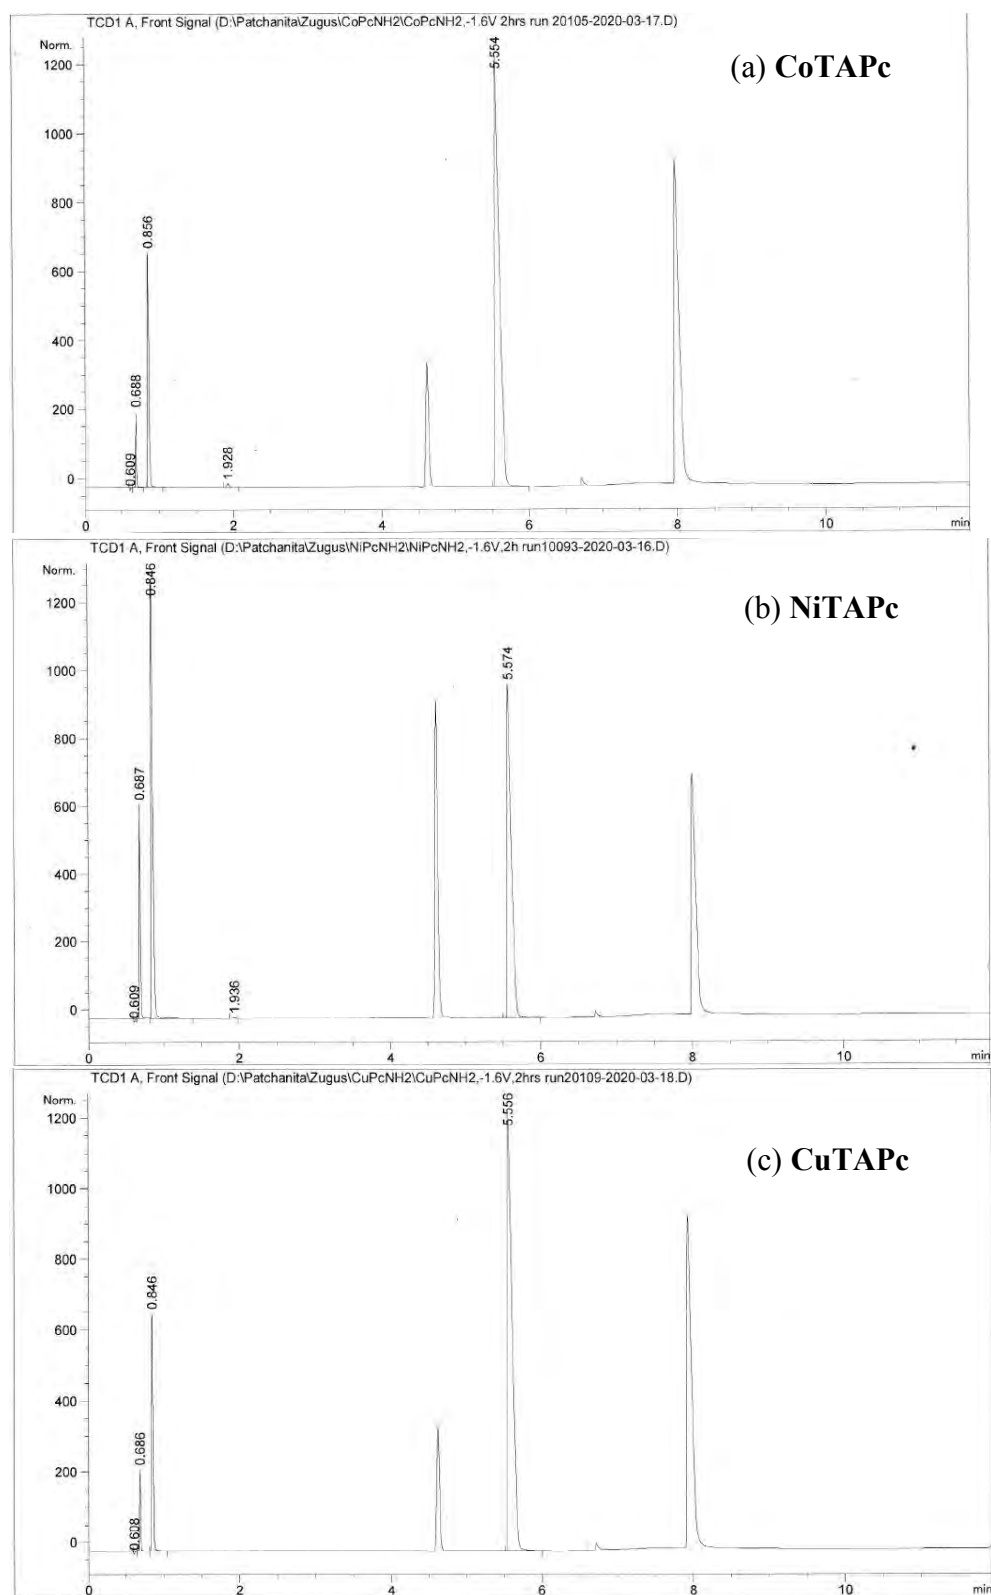 TCD1 A, Front Signal (D:\Patchanita\Zugus\CoPcNH2\CoPcNH2,-1.6V 2hrs run 20105-2020-03-17.D)
Norm.
(a) CoTAPc
1200
1000
800
600
400
200
0
0.609
0.688
0.856
1.928
5.554
0 2 4 6 8 10 min
TCD1 A, Front Signal (D:\Patchanita\Zugus\NiPcNH2\NiPcNH2,-1.6V,2h run10093-2020-03-16.D)
Norm.
(b) NiTAPc
1200
1000
800
600
400
200
0
0.609
0.687
0.846
1.936
5.574
0 2 4 6 8 10 min
TCD1 A, Front Signal (D:\Patchanita\Zugus\CuPcNH2\CuPcNH2,-1.6V,2hrs run20109-2020-03-18.D)
Norm.
(c) CuTAPc
1200
1000
800
600
400
200
0
0.608
0.686
0.846
5.556
0 2 4 6 8 10 min